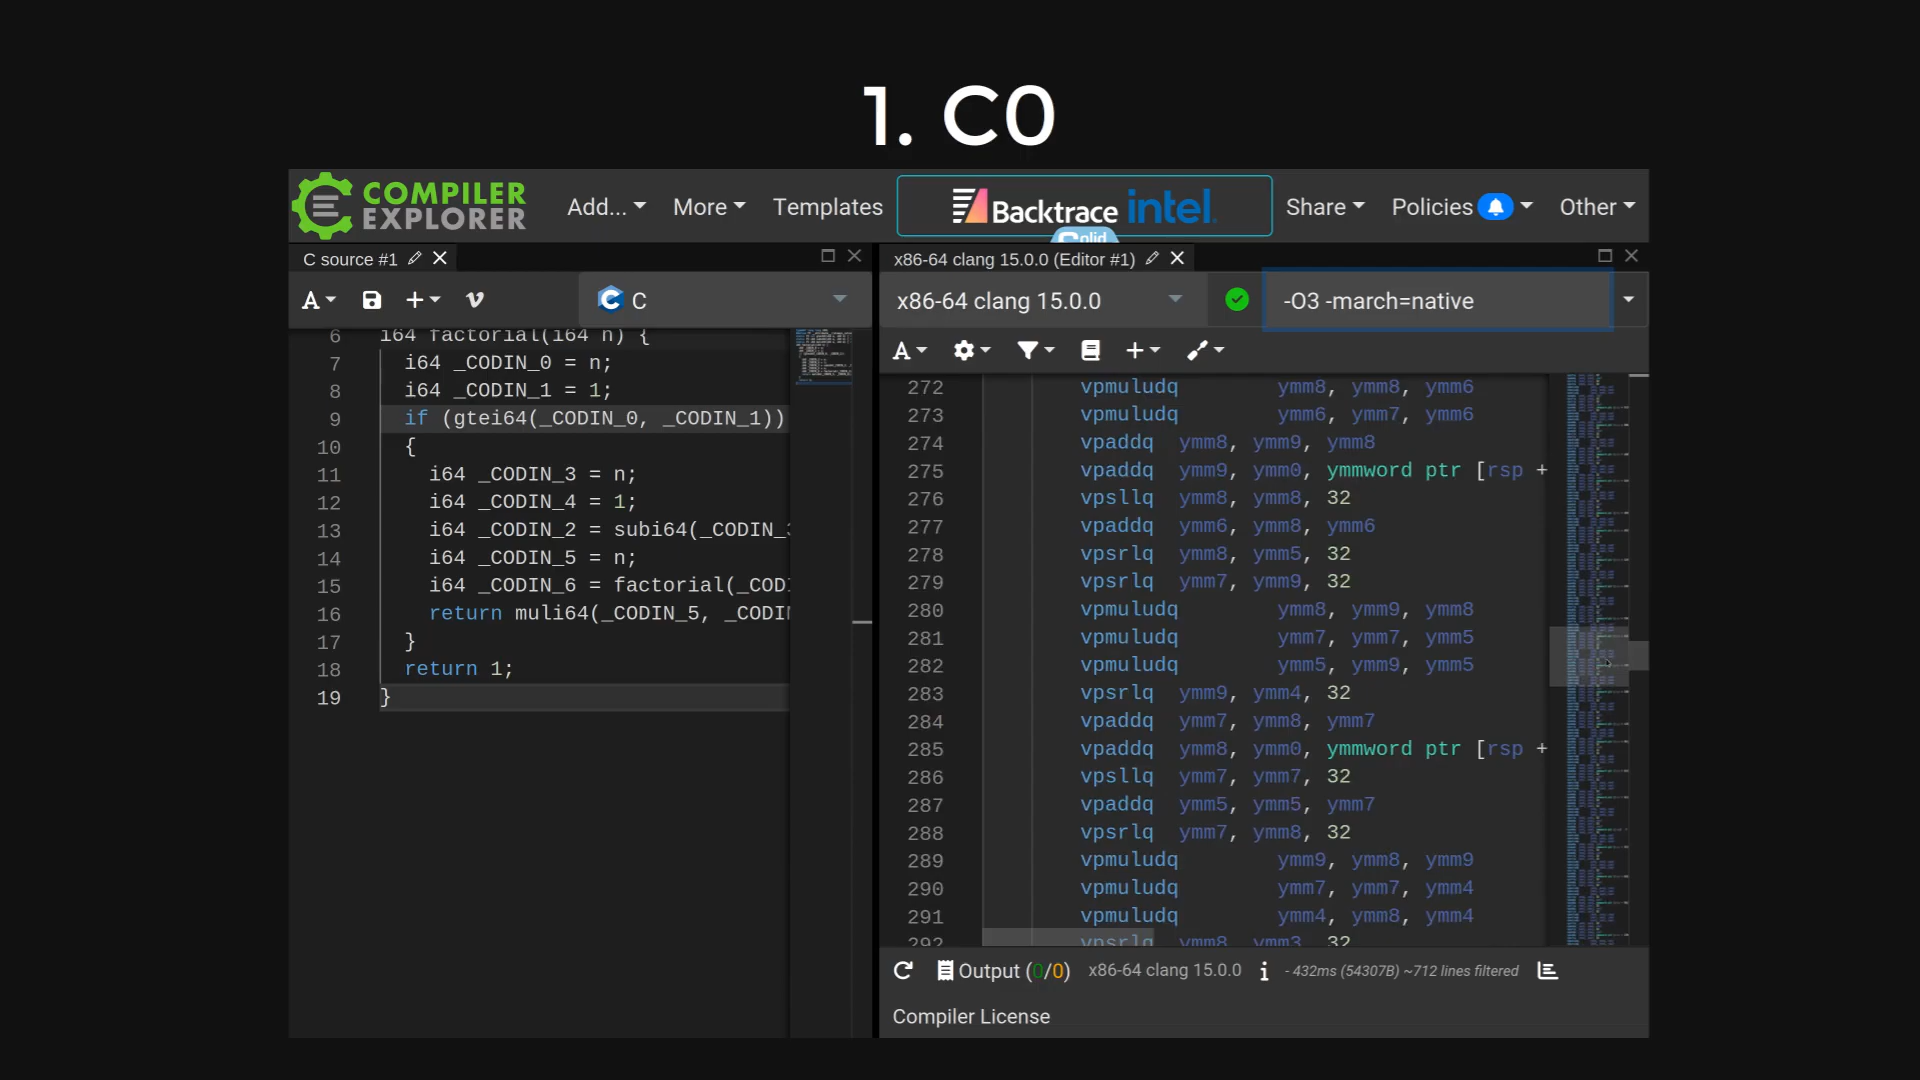 1. C0
COMPILER
EXPLORER
Add... More Templates Backtrace intel. Share Policies Other
Solid
C source #1
x86-64 clang 15.0.0 (Editor #1)
A + C
x86-64 clang 15.0.0 -O3 -march=native
A +
6 i64 factorial(i64 n) {
7 i64 _CODIN_0 = n;
8 i64 _CODIN_1 = 1;
9 if (gtei64(_CODIN_0, _CODIN_1))
10 {
11 i64 _CODIN_3 = n;
12 i64 _CODIN_4 = 1;
13 i64 _CODIN_2 = subi64(_CODIN_3
14 i64 _CODIN_5 = n;
15 i64 _CODIN_6 = factorial(_CODI
16 return muli64(_CODIN_5, _CODIN
17 }
18 return 1;
19 }
272 vpmuludq ymm8, ymm8, ymm6
273 vpmuludq ymm6, ymm7, ymm6
274 vpaddq ymm8, ymm9, ymm8
275 vpaddq ymm9, ymm0, ymmword ptr [rsp +
276 vpsllq ymm8, ymm8, 32
277 vpaddq ymm6, ymm8, ymm6
278 vpsrlq ymm8, ymm5, 32
279 vpsrlq ymm7, ymm9, 32
280 vpmuludq ymm8, ymm9, ymm8
281 vpmuludq ymm7, ymm7, ymm5
282 vpmuludq ymm5, ymm9, ymm5
283 vpsrlq ymm9, ymm4, 32
284 vpaddq ymm7, ymm8, ymm7
285 vpaddq ymm8, ymm0, ymmword ptr [rsp +
286 vpsllq ymm7, ymm7, 32
287 vpaddq ymm5, ymm5, ymm7
288 vpsrlq ymm7, ymm8, 32
289 vpmuludq ymm9, ymm8, ymm9
290 vpmuludq ymm7, ymm7, ymm4
291 vpmuludq ymm4, ymm8, ymm4
292 vpsrlq ymm8, ymm3, 32
Output (0/0) x86-64 clang 15.0.0 i - 432ms (54307B) ~712 lines filtered
Compiler License